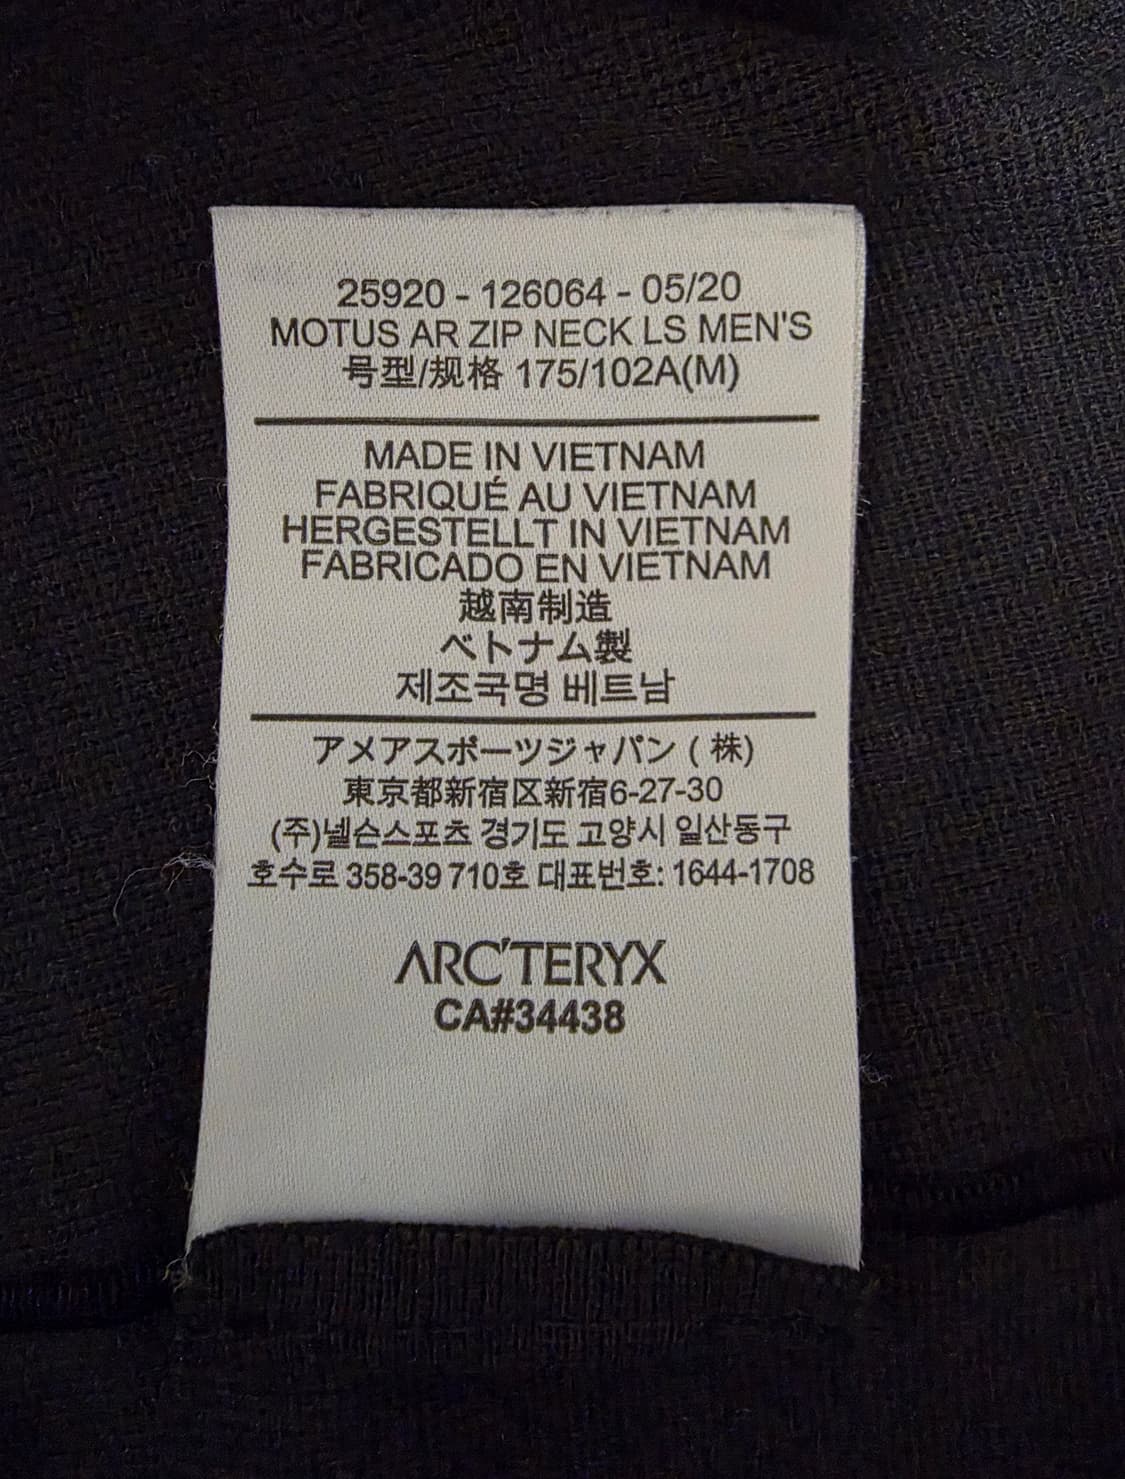 25920 - 126064 - 05/20
MOTUS AR ZIP NECK LS MEN'S
号型/规格 175/102A(M)
MADE IN VIETNAM
FABRIQUÉ AU VIETNAM
HERGESTELLT IN VIETNAM
FABRICADO EN VIETNAM
越南制造
ベトナム製
제조국명 베트남
アメアスポーツジャパン ( 株)
東京都新宿区新宿6-27-30
(주)넬슨스포츠 경기도 고양시 일산동구
호수로 358-39 710호 대표번호: 1644-1708
ARC'TERYX
CA#34438